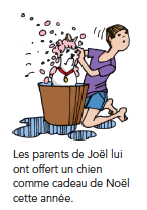 Les parents de Joël lui
ont offert un chien
comme cadeau de Noël
cette année.